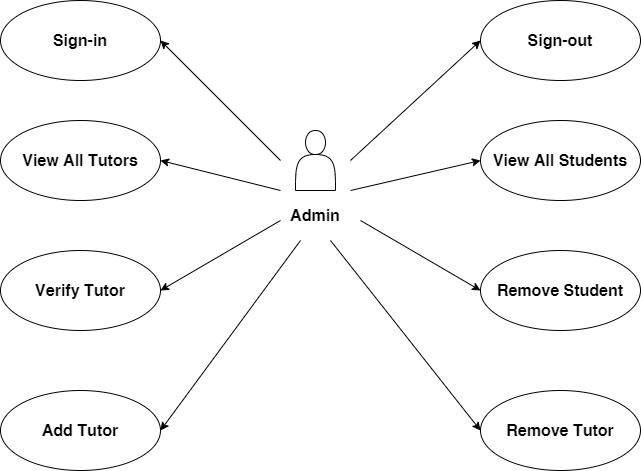 Sign-in
Sign-out
View All Tutors
View All Students
Admin
Verify Tutor
Remove Student
Add Tutor
Remove Tutor